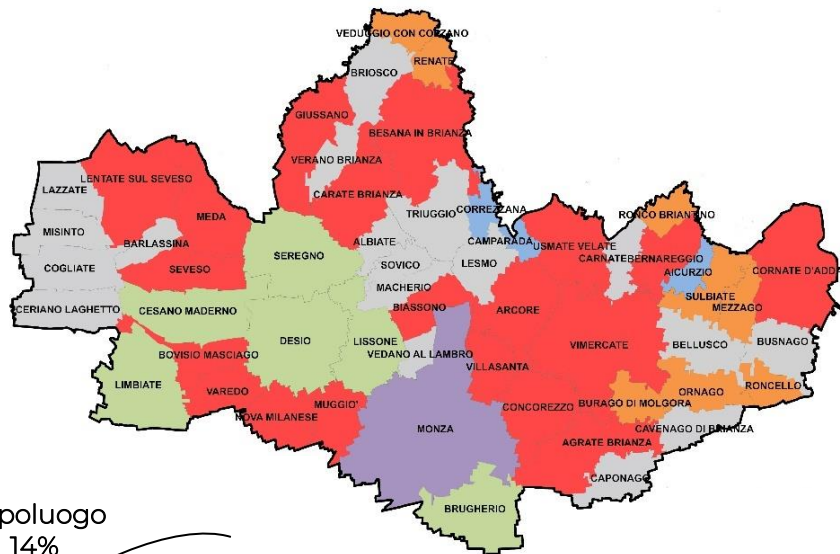 VEDUGGIO CON COLZANO
RENATE
BRIOSCO
GIUSSANO
BESANA IN BRIANZA
VERANO BRIANZA
LENTATE SUL SEVESO
LAZZATE
CARATE BRIANZA
TRIUGGIO
CORREZZANA
MEDA
RONCO BRIANTINO
MISINTO
BARLASSINA
ALBIATE
CAMPARADA
USMATE VELATE
SEREGNO
CARNATE
BERNAREGGIO
COGLIATE
SEVESO
SOVICO
LESMO
AICURZIO
CORNATE D'ADD
MACHERIO
SULBIATE
CERIANO LAGHETTO
CESANO MADERNO
BIASSONO
ARCORE
MEZZAGO
DESIO
LISSONE
VIMERCATE
BELLUSCO
BUSNAGO
BOVISIO MASCIAGO
VEDANO AL LAMBRO
VILLASANTA
LIMBIATE
VAREDO
ORNAGO
RONCELLO
MUGGIO'
CONCOREZZO
BURAGO DI MOLGORA
NOVA MILANESE
MONZA
CAVENAGO DI BRIANZA
AGRATE BRIANZA
CAPONAGO
BRUGHERIO
poluogo
14%